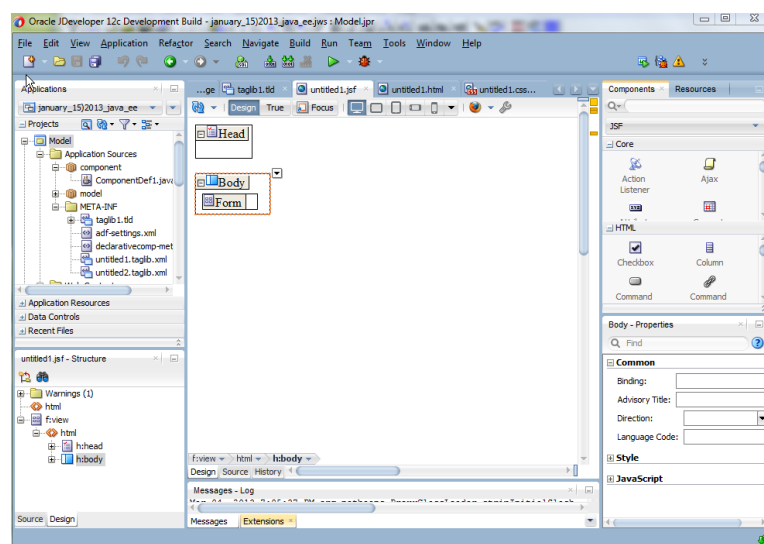 Oracle JDeveloper 12c Development Build - january_15)2013_java_ee.jws : Model.jpr
File Edit View Application Refactor Search Navigate Build Run Team Tools Window Help
Applications
january_15)2013_java_ee
Projects
Model
Application Sources
component
ComponentDef1.java
model
META-INF
taglib1.tld
adf-settings.xml
declarativecomp-met
untitled1.taglib.xml
untitled2.taglib.xml
Application Resources
Data Controls
Recent Files
untitled1.jsf - Structure
Warnings (1)
html
f:view
html
h:head
h:body
Source Design
...ge taglib1.tld untitled1.jsf untitled1.html untitled1.css...
Design True Focus
Head
Body
Form
f:view html h:body
Design Source History
Messages - Log
Messages Extensions
Components Resources
JSF
Core
Action Listener
Ajax
HTML
Checkbox
Column
Command
Command
Body - Properties
Find
Common
Binding:
Advisory Title:
Direction:
Language Code:
Style
JavaScript